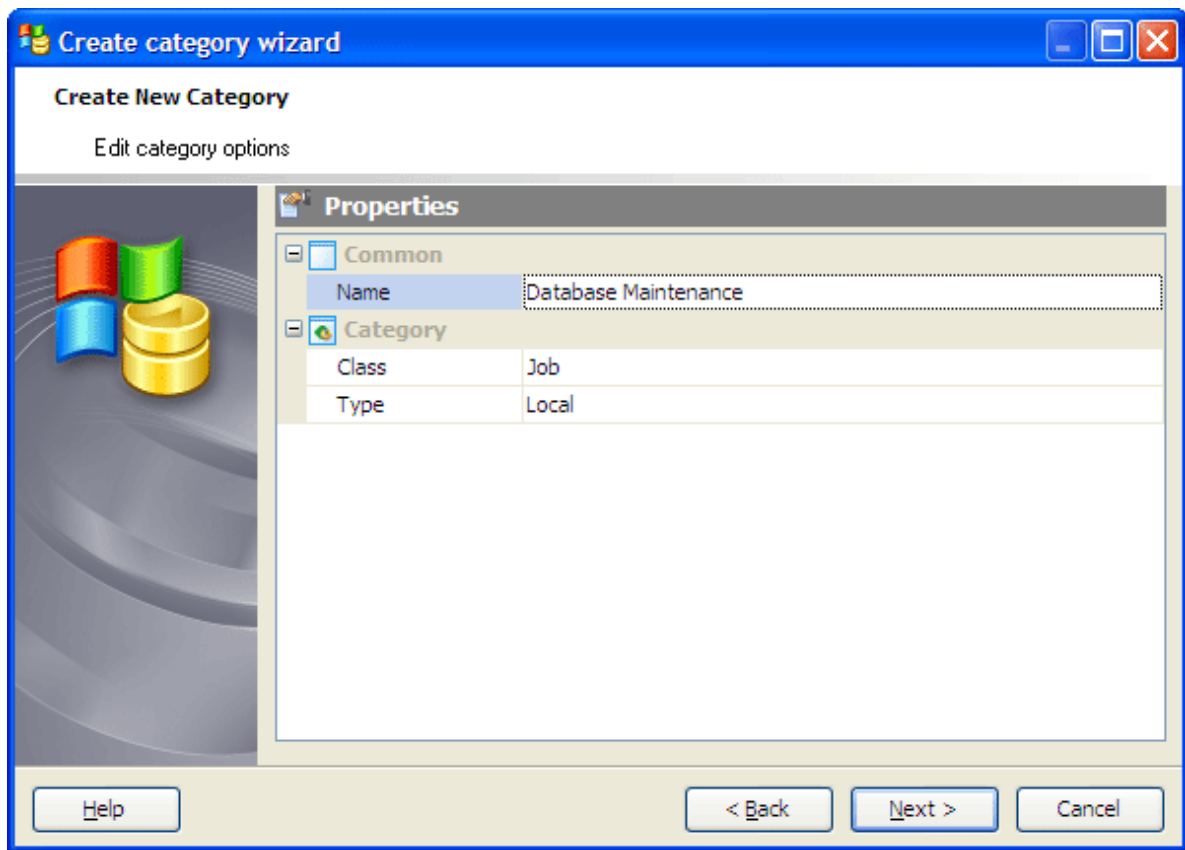 Create category wizard
Create New Category
Edit category options
Properties
Common
Name Database Maintenance
Category
Class Job
Type Local
Help < Back Next > Cancel